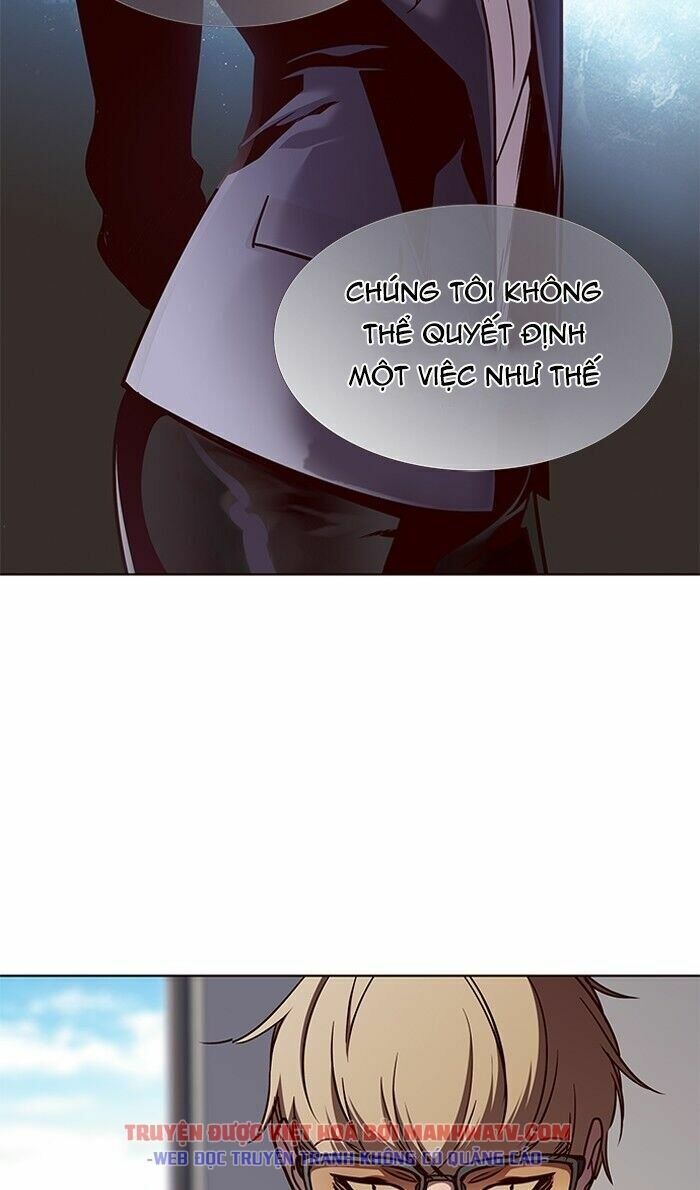 CHÚNG TÔI KHÔNG
THỂ QUYẾT ĐỊNH
MỘT VIỆC NHƯ THẾ
TRUYỆN ĐƯỢC VIỆT HOÁ BỞI MANHWATV.COM
-WEB ĐỌC TRUYỆN TRANH KHÔNG CÓ QUẢNG CÁO-